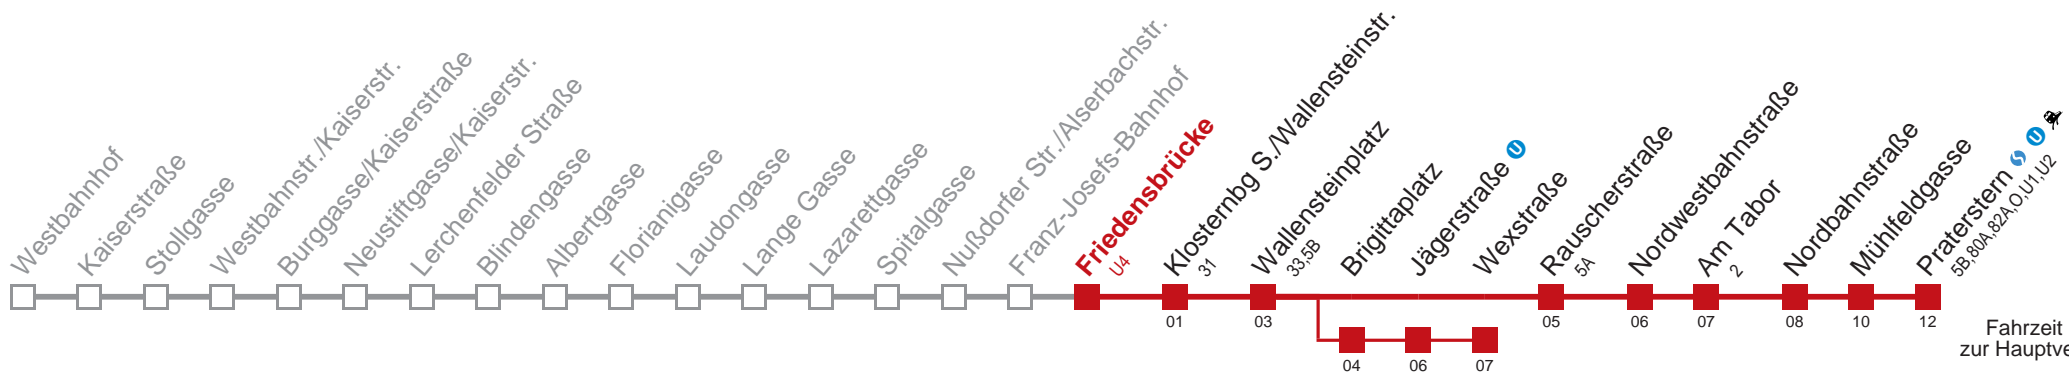 Westbahnhof
Kaiserstraße
Stollgasse
Westbahnstr./Kaiserstr.
Burggasse/Kaiserstraße
Neustiftgasse/Kaiserstr.
Lerchenfelder Straße
Blindengasse
Albertgasse
Florianigasse
Laudongasse
Lange Gasse
Lazarettgasse
Spitalgasse
Nußdorfer Str./Alserbachstr.
Franz-Josefs-Bahnhof
Friedensbrücke
U4
Klosternbg S./Wallensteinstr.
31
Wallensteinplatz
33,5B
Brigittaplatz
Jägerstraße U
Wexstraße
Rauscherstraße
5A
Nordwestbahnstraße
Am Tabor
2
Nordbahnstraße
Mühlfeldgasse
Praterstern S U
5B,80A,82A,O,U1,U2
01
03
05
06
07
08
10
12
04
06
07
Fahrzeit
zur Hauptve